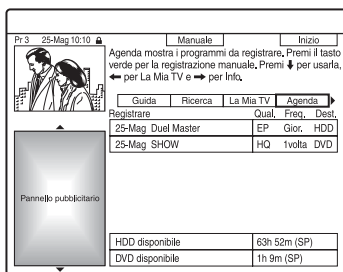 Pr 3 25-Mag 10:10 Manuale Inizio
Agenda mostra i programmi da registrare. Premi il tasto
verde per la registrazione manuale. Premi ⬇ per usarla,
⬅ per La Mia TV e ➡ per Info.
Guida Ricerca La Mia TV Agenda
Registrare Qual. Freq. Dest.
25-Mag Duel Master EP Gior. HDD
25-Mag SHOW HQ 1volta DVD
Pannello pubblicitario
HDD disponibile 63h 52m (SP)
DVD disponibile 1h 9m (SP)